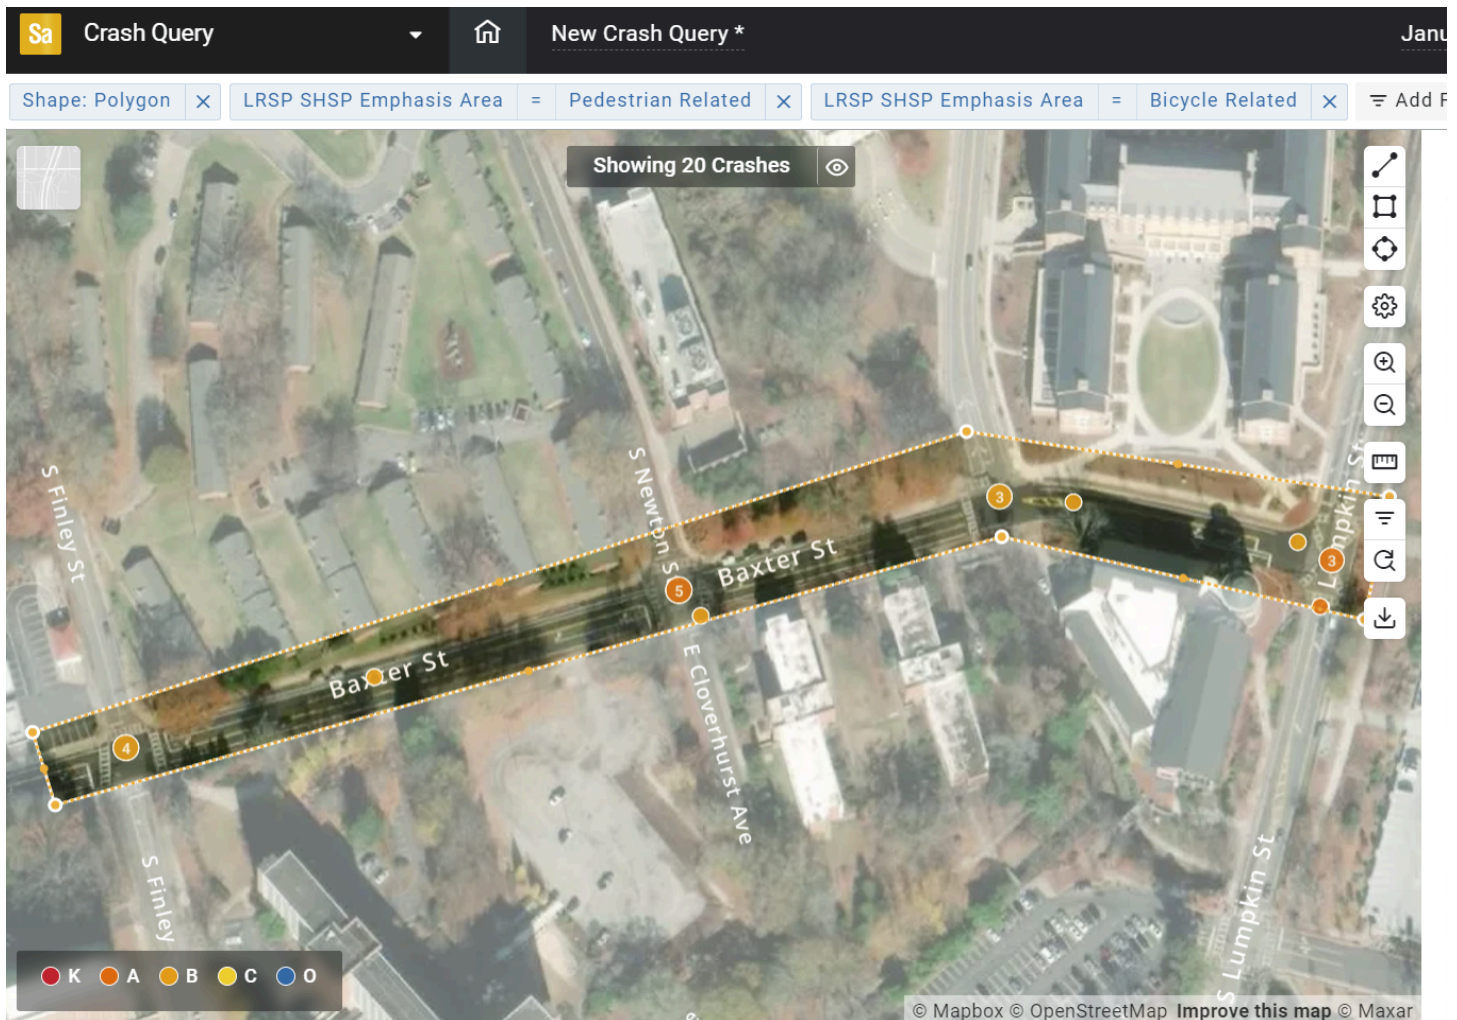 Sa Crash Query New Crash Query * Janu
Shape: Polygon LRSP SHSP Emphasis Area = Pedestrian Related LRSP SHSP Emphasis Area = Bicycle Related Add F
Showing 20 Crashes
S Finley St
S Newton St
Lumpkin St
3
Baxter St
3
5
Baxter St
4
E Cloverhurst Ave
S Finley
S Lumpkin St
K A B C O
© Mapbox © OpenStreetMap Improve this map © Maxar